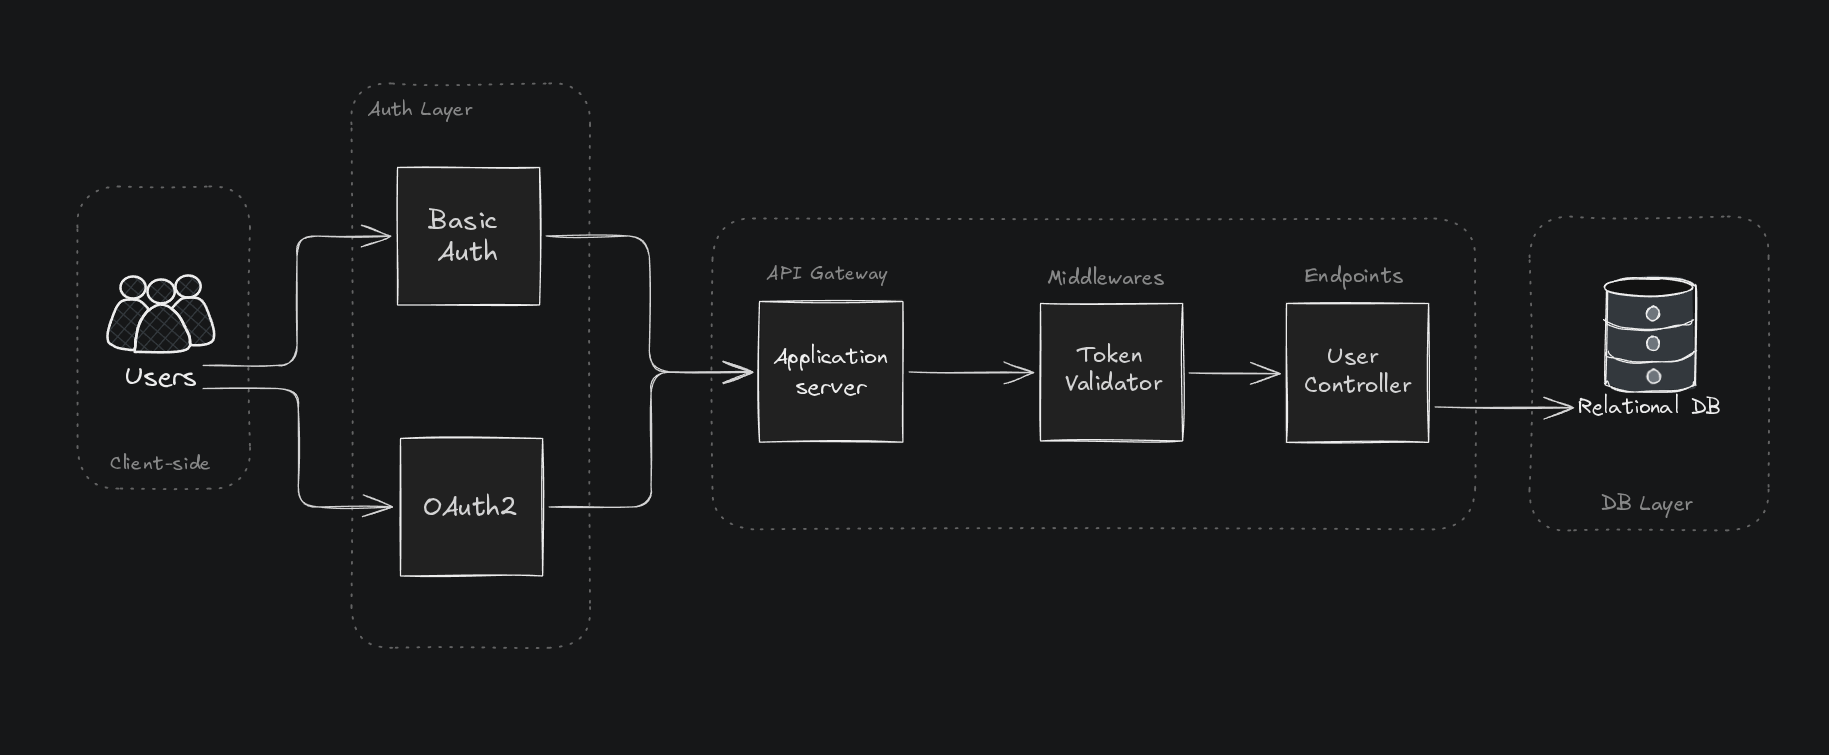 Auth Layer
Basic
Auth
Users
Client-side
OAuth2
API Gateway
Application
server
Middlewares
Token
Validator
Endpoints
User
Controller
Relational DB
DB Layer